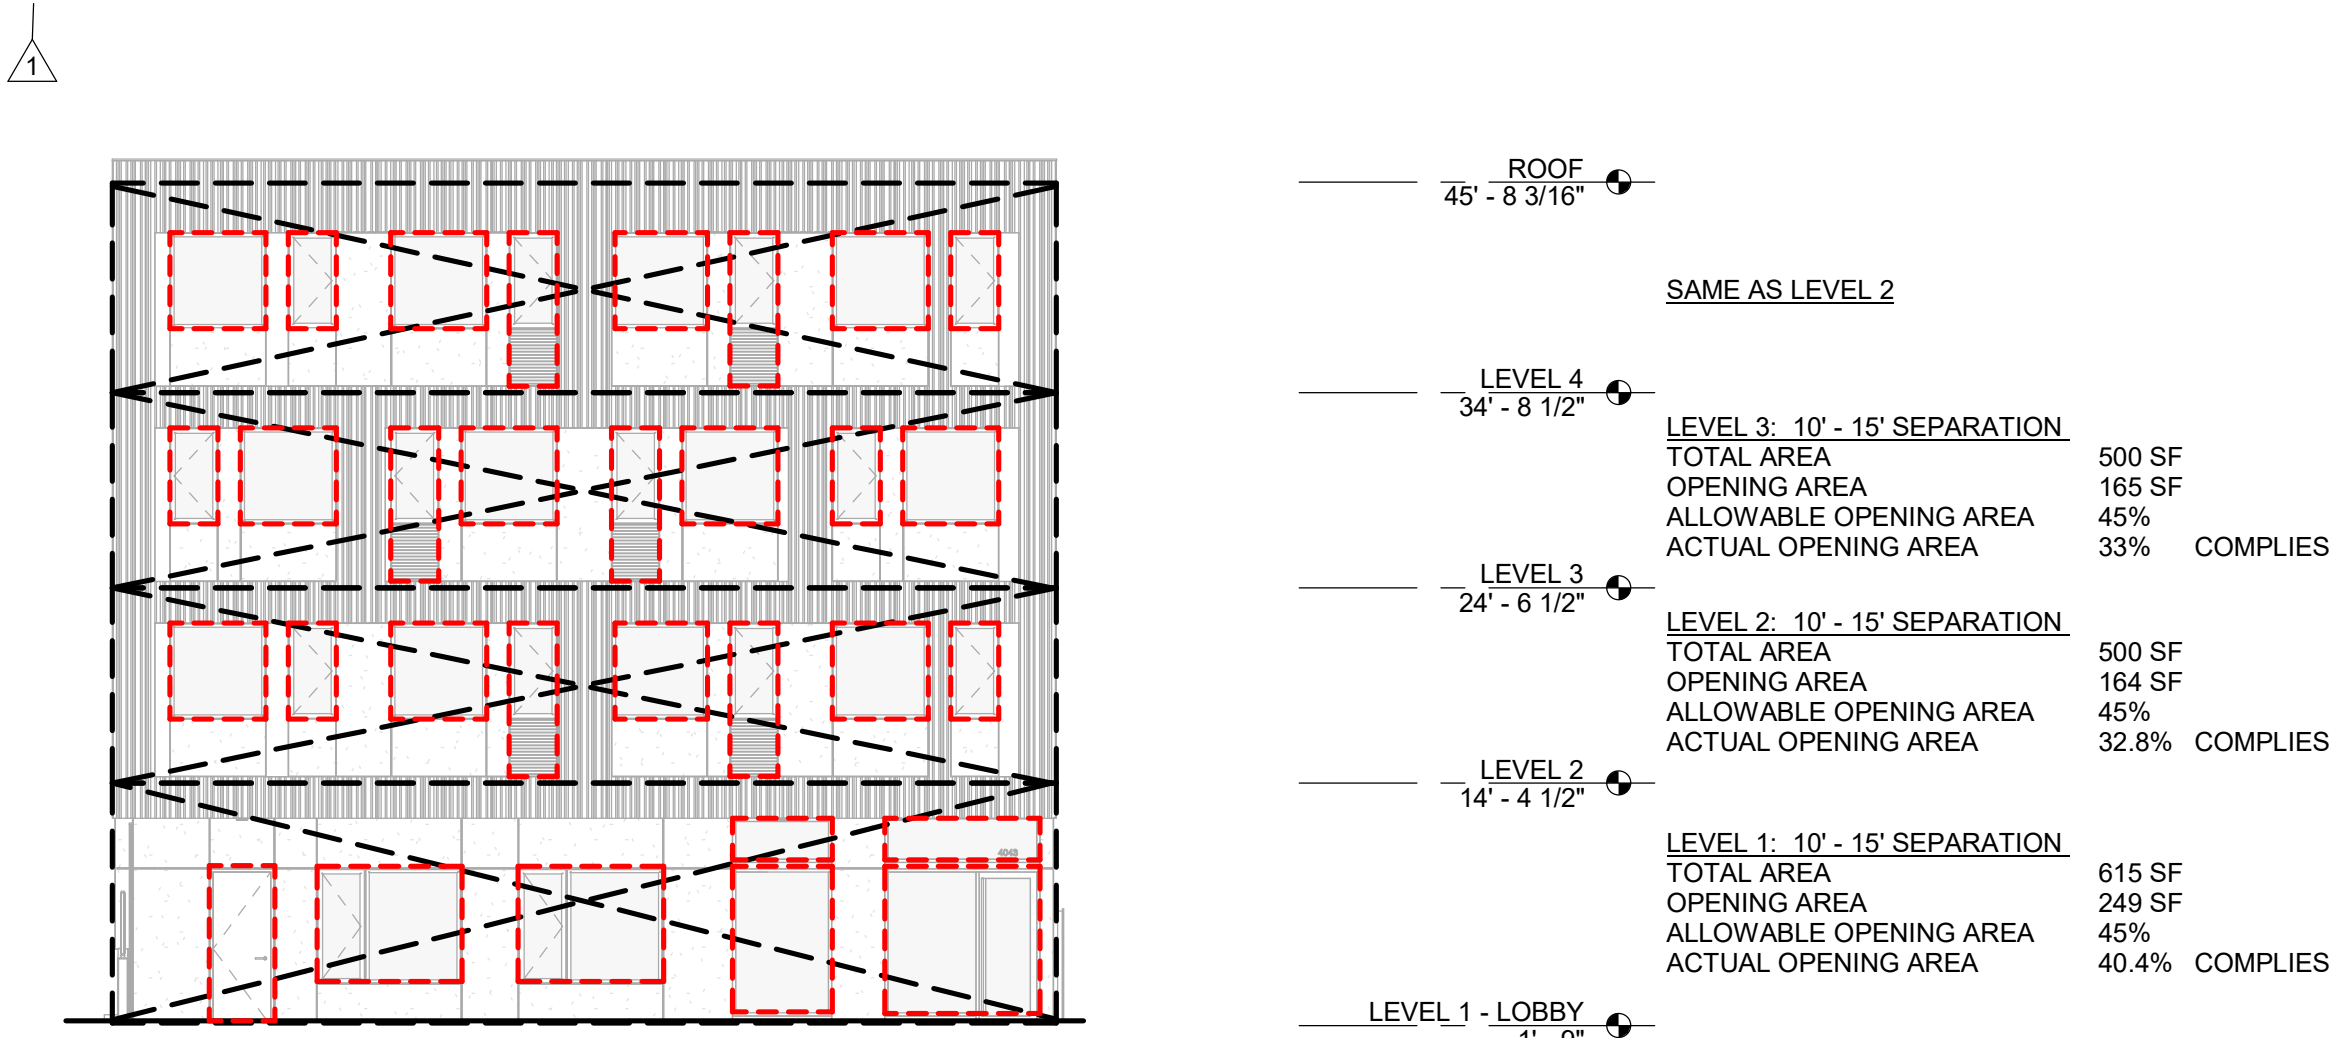 1
ROOF
45' - 8 3/16"
SAME AS LEVEL 2
LEVEL 4
34' - 8 1/2"
LEVEL 3: 10' - 15' SEPARATION
TOTAL AREA 500 SF
OPENING AREA 165 SF
ALLOWABLE OPENING AREA 45%
ACTUAL OPENING AREA 33% COMPLIES
LEVEL 3
24' - 6 1/2"
LEVEL 2: 10' - 15' SEPARATION
TOTAL AREA 500 SF
OPENING AREA 164 SF
ALLOWABLE OPENING AREA 45%
ACTUAL OPENING AREA 32.8% COMPLIES
LEVEL 2
14' - 4 1/2"
LEVEL 1: 10' - 15' SEPARATION
TOTAL AREA 615 SF
OPENING AREA 249 SF
ALLOWABLE OPENING AREA 45%
ACTUAL OPENING AREA 40.4% COMPLIES
4043
LEVEL 1 - LOBBY